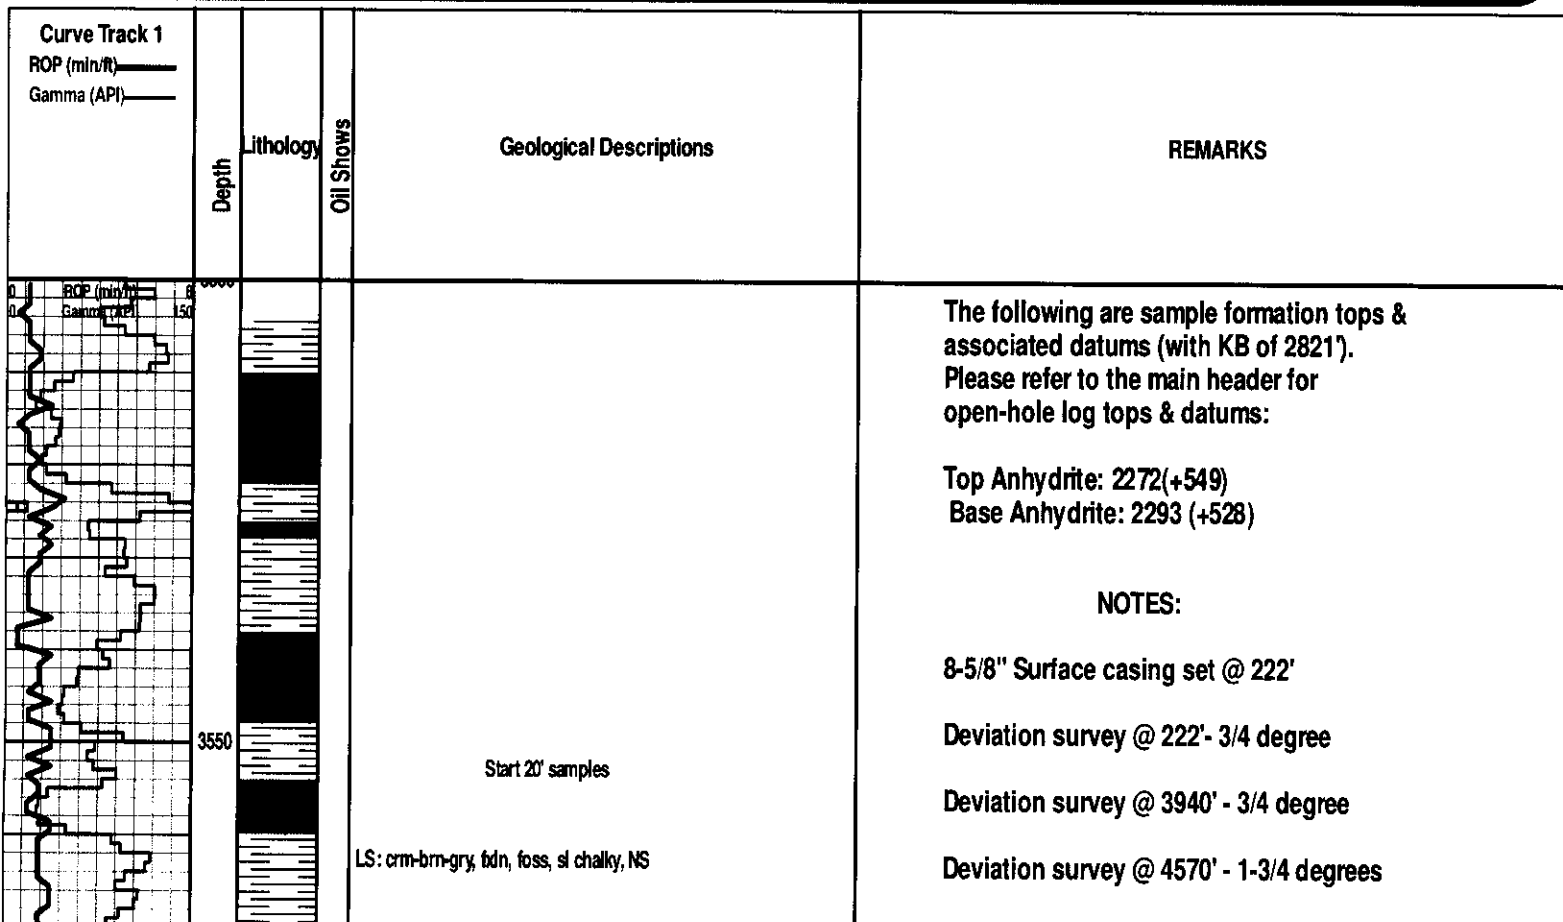 Curve Track 1
ROP (min/ft)
Gamma (API)
Depth
Lithology
Oil Shows
Geological Descriptions
REMARKS
0 ROP (min/ft) 8
0 Gamma (API) 150
The following are sample formation tops &
associated datums (with KB of 2821').
Please refer to the main header for
open-hole log tops & datums:
Top Anhydrite: 2272(+549)
Base Anhydrite: 2293 (+528)
NOTES:
8-5/8" Surface casing set @ 222'
Deviation survey @ 222'- 3/4 degree
3550
Start 20' samples
Deviation survey @ 3940' - 3/4 degree
LS: crm-brn-gry, fxln, foss, sl chalky, NS
Deviation survey @ 4570' - 1-3/4 degrees